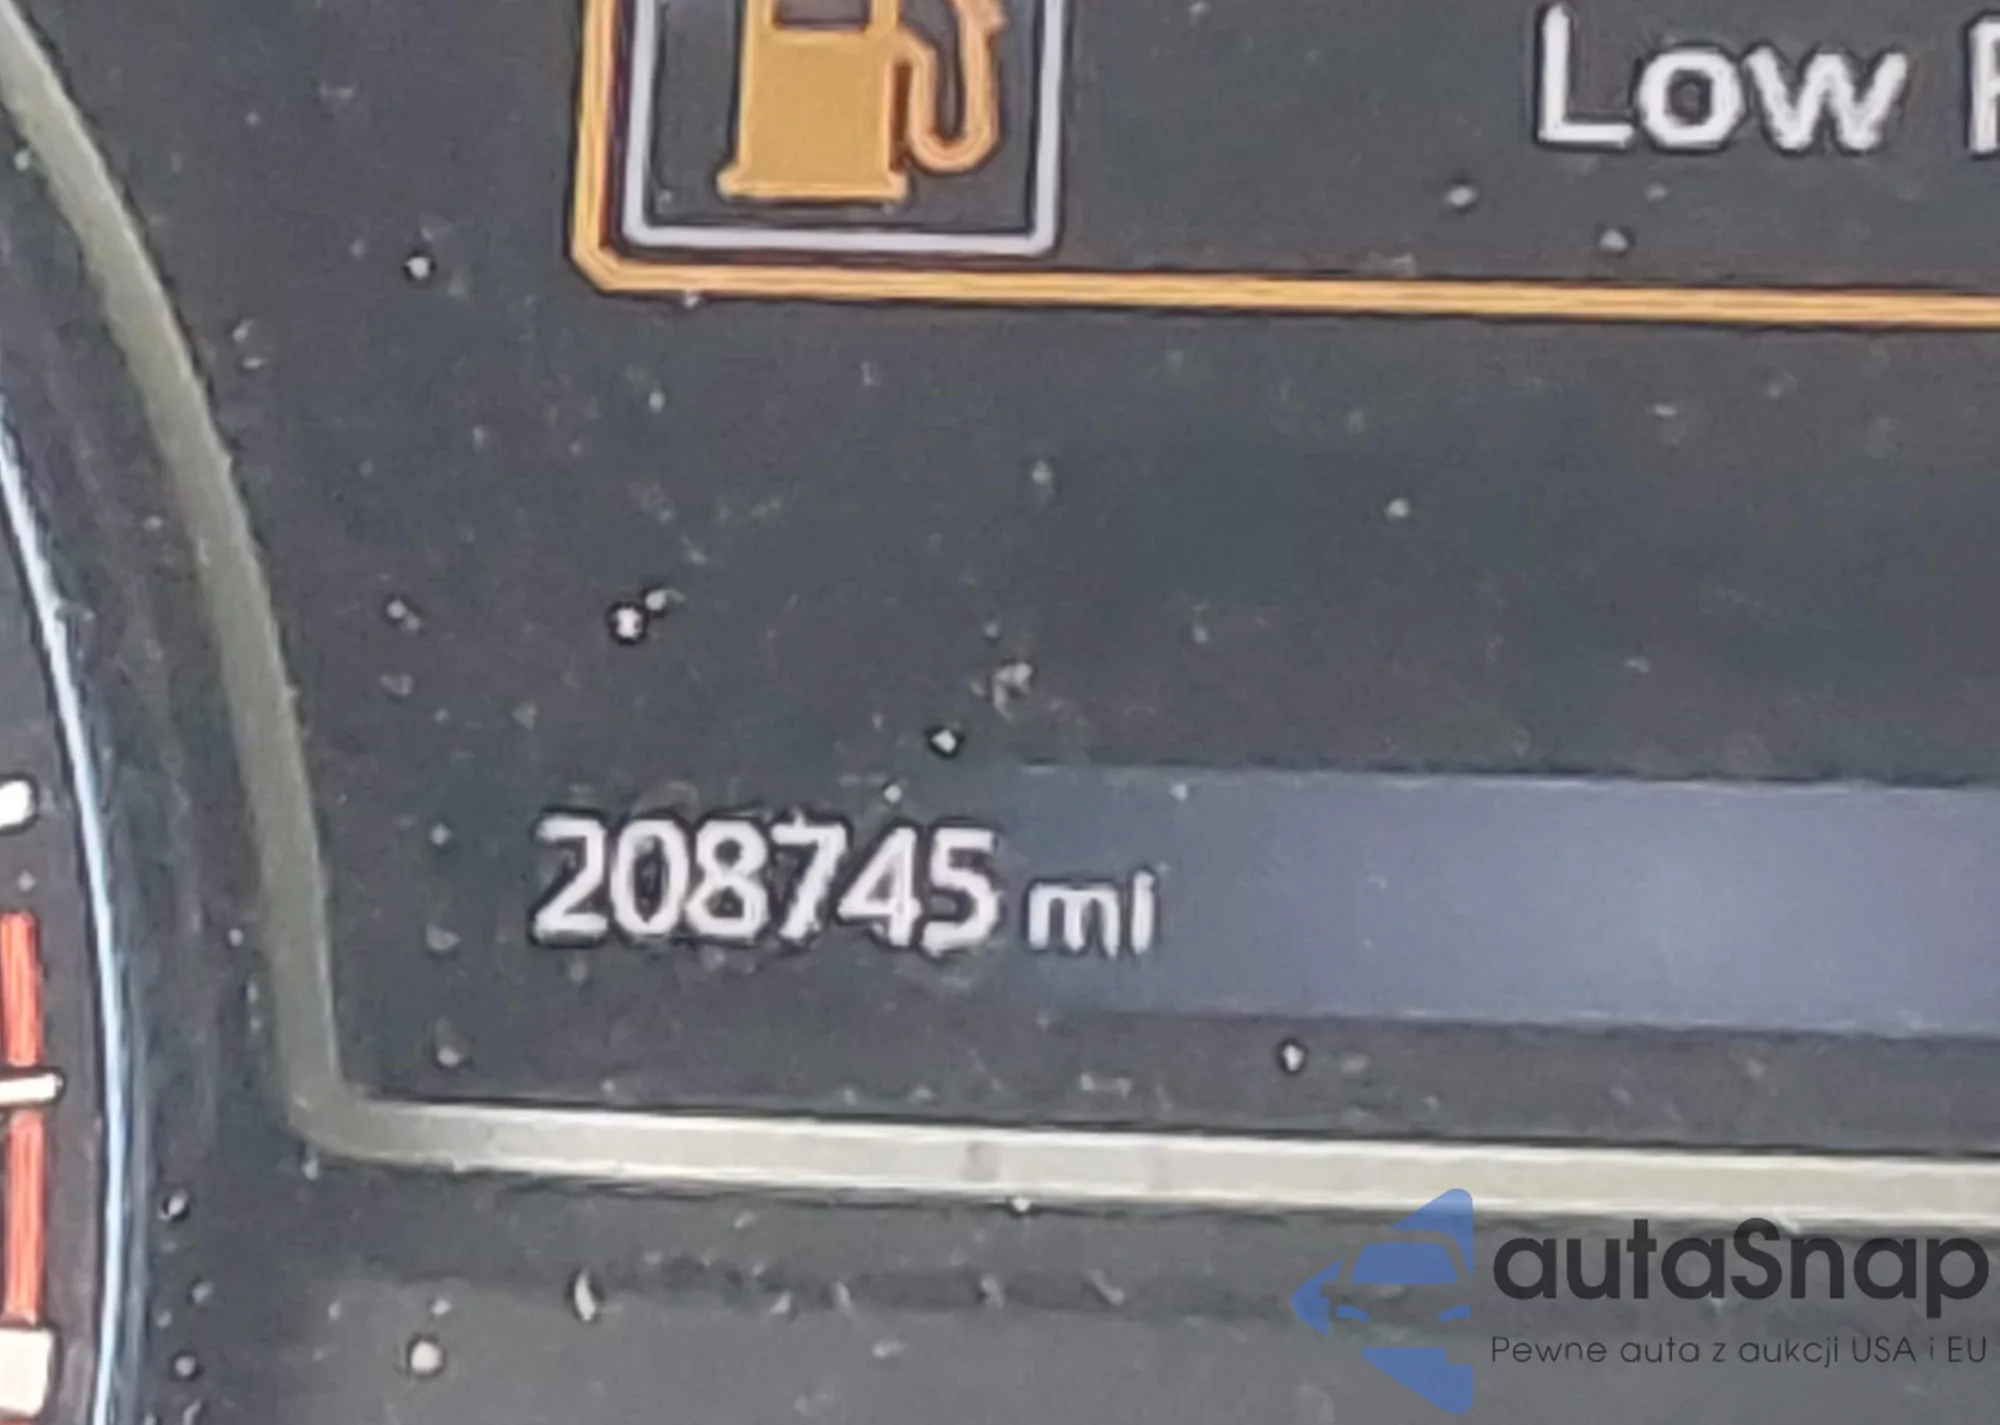 Low
208745 mi
autaSnap
Pewne auta z aukcji USA i EU